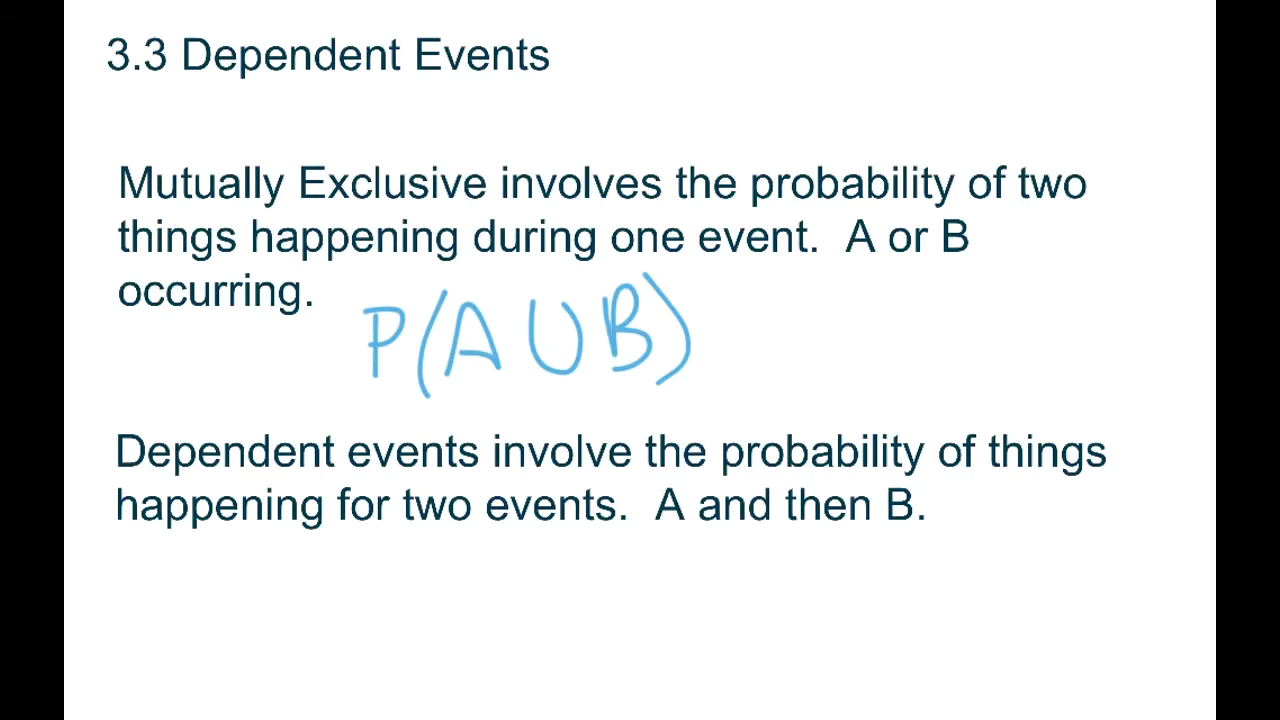 3.3 Dependent Events
Mutually Exclusive involves the probability of two
things happening during one event.  A or B
occurring.
P(A ∪ B)
Dependent events involve the probability of things
happening for two events.  A and then B.